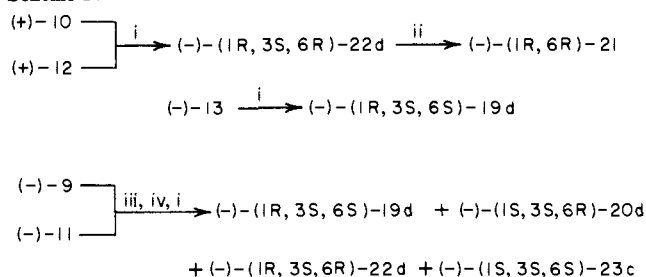 (+)-10
(+)-12
i
(-)-(1R, 3S, 6R)-22d
ii
(-)-(1R, 6R)-21
(-)-13
i
(-)-(1R, 3S, 6S)-19d
(-)-9
(-)-11
iii, iv, i
(-)-(1R, 3S, 6S)-19d + (-)-(1S, 3S, 6R)-20d
+ (-)-(1R, 3S, 6R)-22d + (-)-(1S, 3S, 6S)-23c